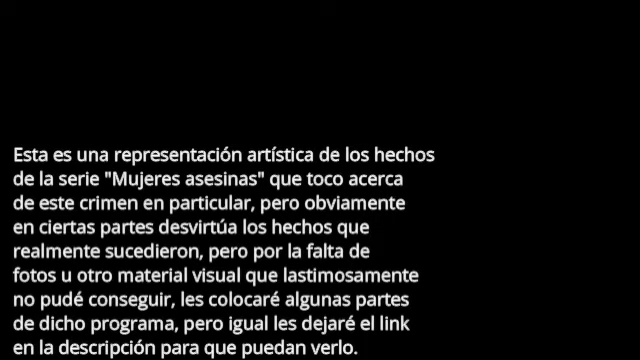 Esta es una representación artística de los hechos
de la serie "Mujeres asesinas" que toco acerca
de este crimen en particular, pero obviamente
en ciertas partes desvirtúa los hechos que
realmente sucedieron, pero por la falta de
fotos u otro material visual que lastimosamente
no pudé conseguir, les colocaré algunas partes
de dicho programa, pero igual les dejaré el link
en la descripción para que puedan verlo.